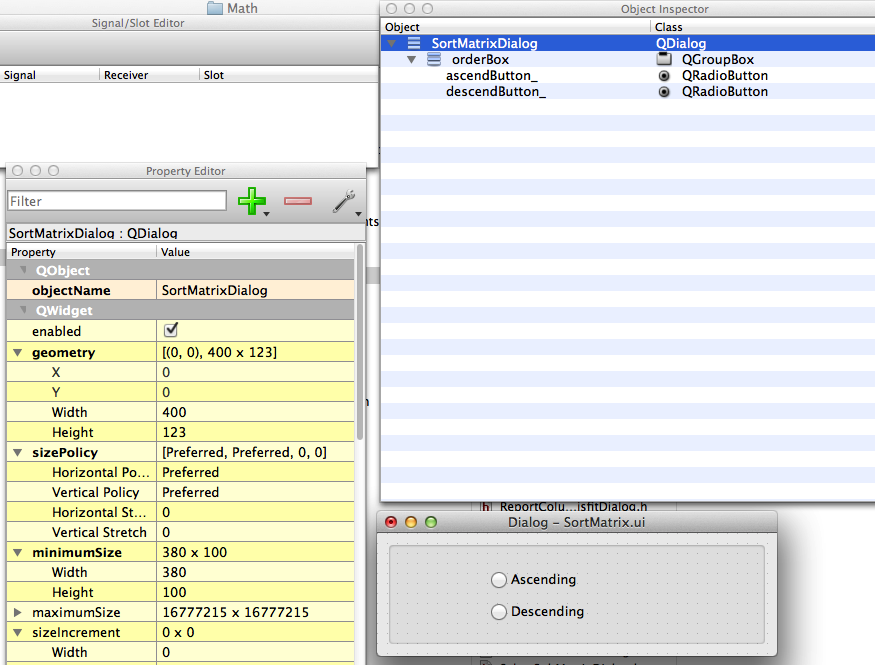 Math
Signal/Slot Editor
Signal Receiver Slot
Object Inspector
Object Class
SortMatrixDialog QDialog
orderBox QGroupBox
ascendButton_ QRadioButton
descendButton_ QRadioButton
Property Editor
Filter
SortMatrixDialog : QDialog
Property Value
QObject
objectName SortMatrixDialog
QWidget
enabled
geometry [(0, 0), 400 x 123]
X 0
Y 0
Width 400
Height 123
sizePolicy [Preferred, Preferred, 0, 0]
Horizontal Po... Preferred
Vertical Policy Preferred
Horizontal St... 0
Vertical Stretch 0
minimumSize 380 x 100
Width 380
Height 100
maximumSize 16777215 x 16777215
sizeIncrement 0 x 0
Width 0
Dialog – SortMatrix.ui
Ascending
Descending